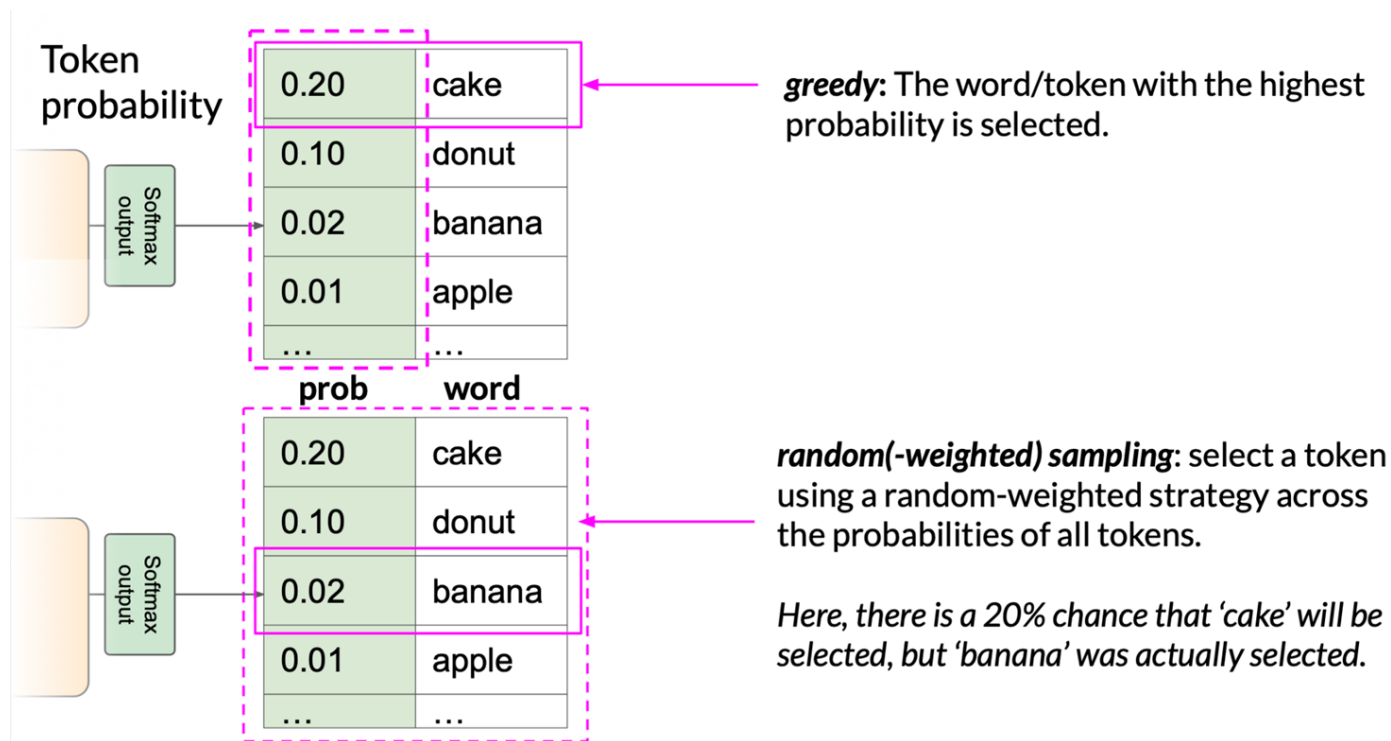 Token
probability
Softmax
output
0.20 cake
0.10 donut
0.02 banana
0.01 apple
... ...
prob word
greedy: The word/token with the highest
probability is selected.
Softmax
output
0.20 cake
0.10 donut
0.02 banana
0.01 apple
... ...
random(-weighted) sampling: select a token
using a random-weighted strategy across
the probabilities of all tokens.
Here, there is a 20% chance that ‘cake’ will be
selected, but ‘banana’ was actually selected.